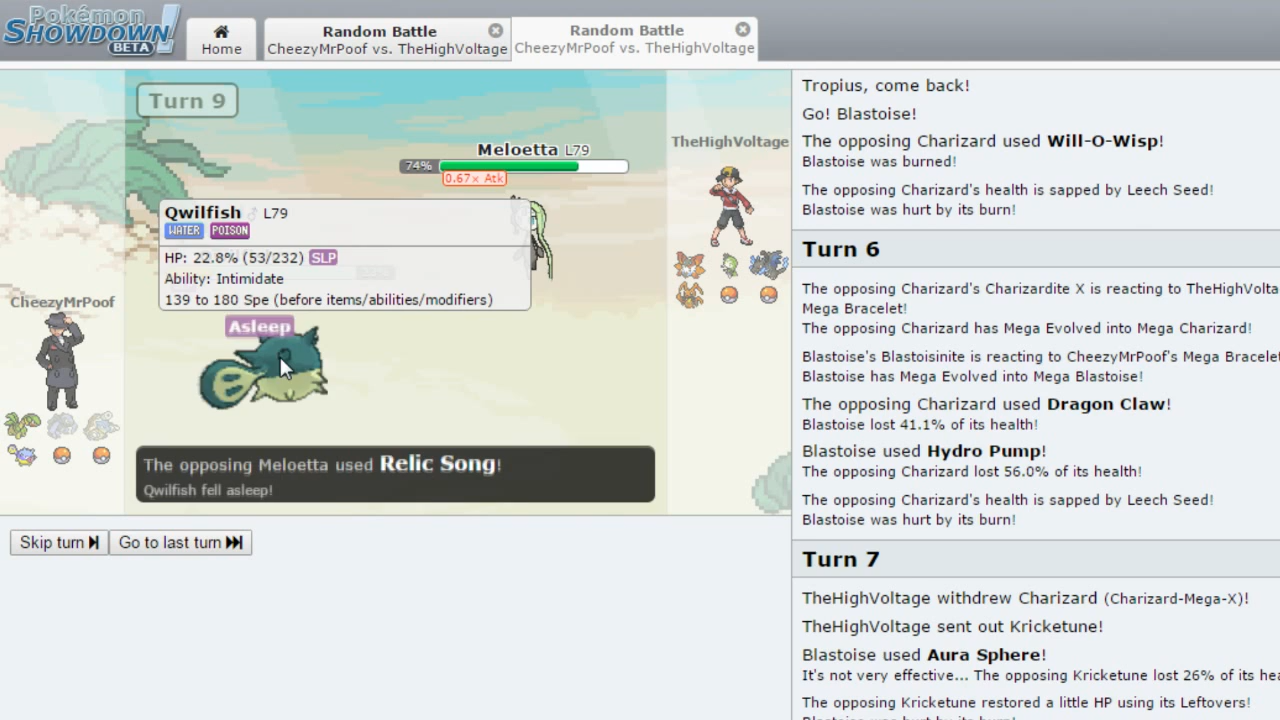 Pokémon
SHOWDOWN!
BETA
Home
Random Battle
CheezyMrPoof vs. TheHighVoltage
Random Battle
CheezyMrPoof vs. TheHighVoltage
Turn 9
Meloetta L79
74%
0.67× Atk
TheHighVoltage
Qwilfish ♂ L79
WATER POISON
HP: 22.8% (53/232) SLP
Ability: Intimidate
139 to 180 Spe (before items/abilities/modifiers)
CheezyMrPoof
Asleep
The opposing Meloetta used Relic Song!
Qwilfish fell asleep!
Skip turn
Go to last turn
Tropius, come back!
Go! Blastoise!
The opposing Charizard used Will-O-Wisp!
Blastoise was burned!
The opposing Charizard's health is sapped by Leech Seed!
Blastoise was hurt by its burn!
Turn 6
The opposing Charizard's Charizardite X is reacting to TheHighVolta
Mega Bracelet!
The opposing Charizard has Mega Evolved into Mega Charizard!
Blastoise's Blastoisinite is reacting to CheezyMrPoof's Mega Bracelet
Blastoise has Mega Evolved into Mega Blastoise!
The opposing Charizard used Dragon Claw!
Blastoise lost 41.1% of its health!
Blastoise used Hydro Pump!
The opposing Charizard lost 56.0% of its health!
The opposing Charizard's health is sapped by Leech Seed!
Blastoise was hurt by its burn!
Turn 7
TheHighVoltage withdrew Charizard (Charizard-Mega-X)!
TheHighVoltage sent out Kricketune!
Blastoise used Aura Sphere!
It's not very effective... The opposing Kricketune lost 26% of its hea
The opposing Kricketune restored a little HP using its Leftovers!
Blastoise was hurt by its burn!